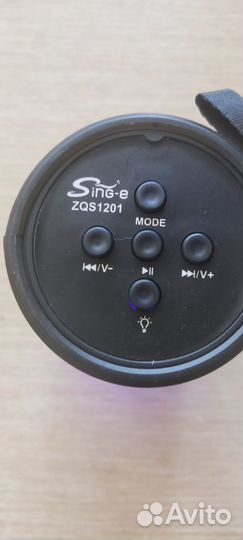 Sing-e
ZQS1201
MODE
⏮/V- ⏯ ⏭/V+
Avito